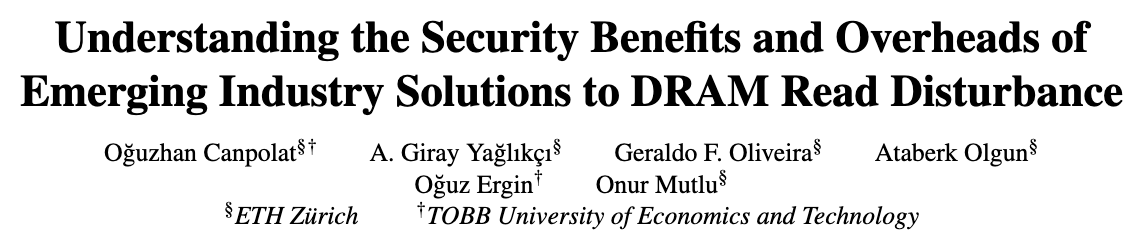 Understanding the Security Benefits and Overheads of
Emerging Industry Solutions to DRAM Read Disturbance
Oğuzhan Canpolat§† A. Giray Yağlıkçı§ Geraldo F. Oliveira§ Ataberk Olgun§
Oğuz Ergin† Onur Mutlu§
§ETH Zürich †TOBB University of Economics and Technology